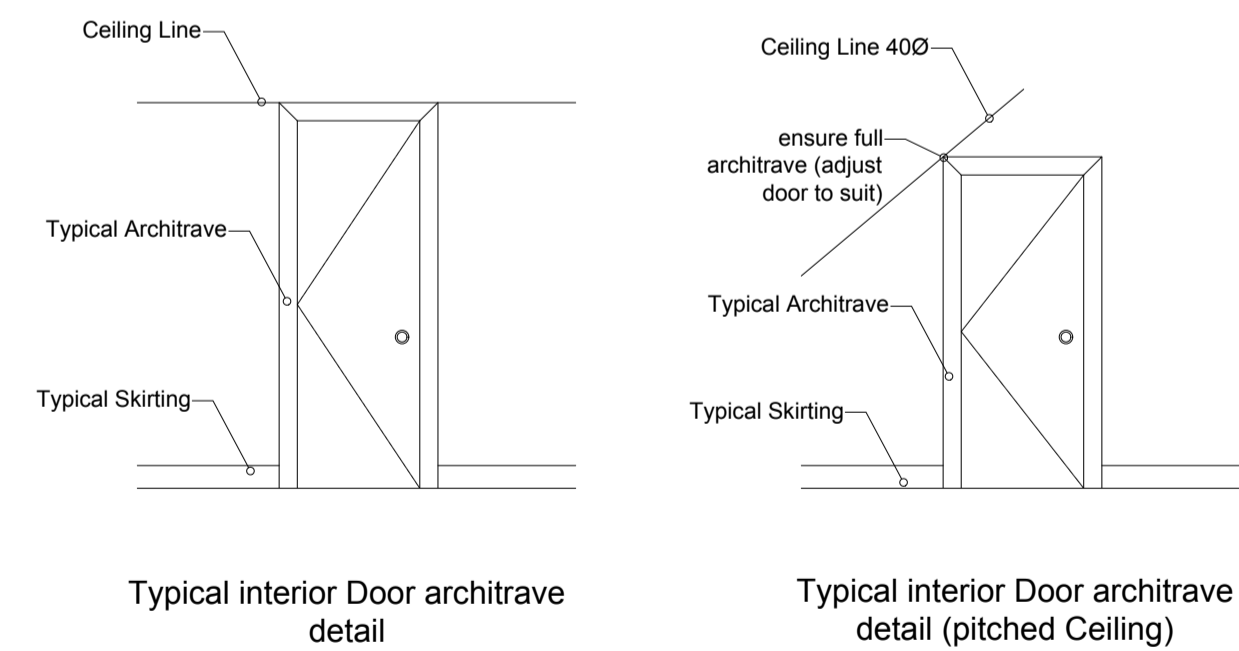 Ceiling Line
Typical Architrave
Typical Skirting
Typical interior Door architrave
detail
Ceiling Line 40Ø
ensure full
architrave (adjust
door to suit)
Typical Architrave
Typical Skirting
Typical interior Door architrave
detail (pitched Ceiling)